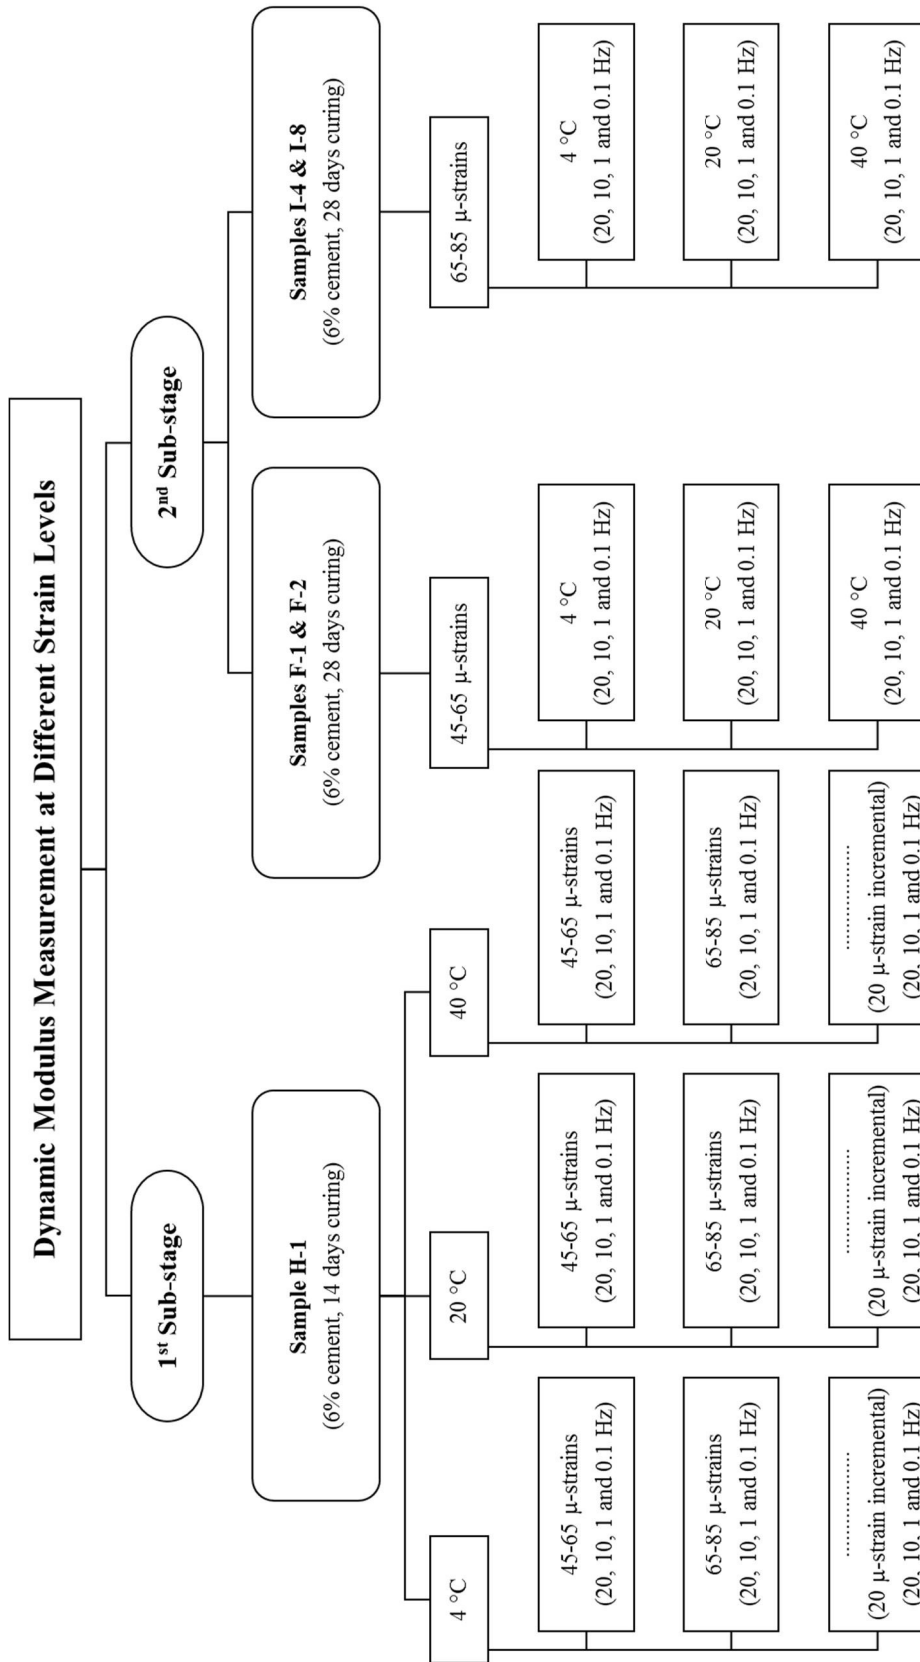 Dynamic Modulus Measurement at Different Strain Levels
1st Sub-stage
Sample H-1
(6% cement, 14 days curing)
4 °C
45-65 μ-strains
(20, 10, 1 and 0.1 Hz)
65-85 μ-strains
(20, 10, 1 and 0.1 Hz)
....................
(20 μ-strain incremental)
(20, 10, 1 and 0.1 Hz)
20 °C
45-65 μ-strains
(20, 10, 1 and 0.1 Hz)
65-85 μ-strains
(20, 10, 1 and 0.1 Hz)
....................
(20 μ-strain incremental)
(20, 10, 1 and 0.1 Hz)
40 °C
45-65 μ-strains
(20, 10, 1 and 0.1 Hz)
65-85 μ-strains
(20, 10, 1 and 0.1 Hz)
....................
(20 μ-strain incremental)
(20, 10, 1 and 0.1 Hz)
2nd Sub-stage
Samples F-1 & F-2
(6% cement, 28 days curing)
45-65 μ-strains
4 °C
(20, 10, 1 and 0.1 Hz)
20 °C
(20, 10, 1 and 0.1 Hz)
40 °C
(20, 10, 1 and 0.1 Hz)
Samples I-4 & I-8
(6% cement, 28 days curing)
65-85 μ-strains
4 °C
(20, 10, 1 and 0.1 Hz)
20 °C
(20, 10, 1 and 0.1 Hz)
40 °C
(20, 10, 1 and 0.1 Hz)